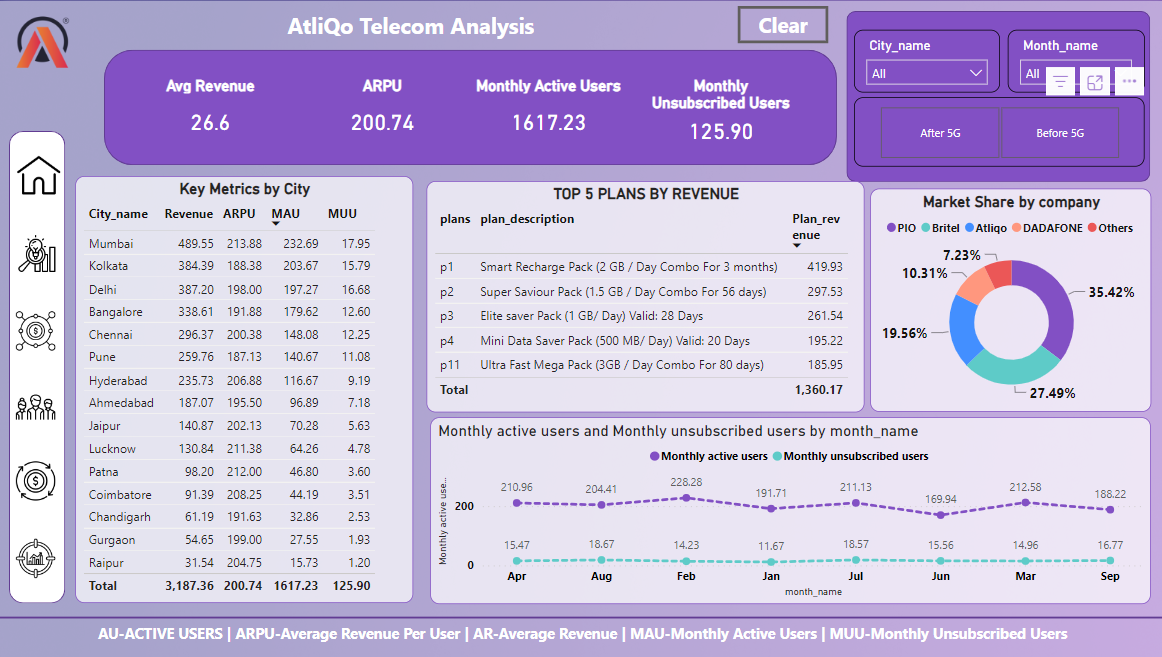 AtliQo Telecom Analysis
Clear
City_name
All
Month_name
All
After 5G
Before 5G
Avg Revenue
26.6
ARPU
200.74
Monthly Active Users
1617.23
Monthly
Unsubscribed Users
125.90
Key Metrics by City
City_name Revenue ARPU MAU MUU
Mumbai 489.55 213.88 232.69 17.95
Kolkata 384.39 188.38 203.67 15.79
Delhi 387.20 198.00 197.27 16.68
Bangalore 338.61 191.88 179.62 12.60
Chennai 296.37 200.38 148.08 12.25
Pune 259.76 187.13 140.67 11.08
Hyderabad 235.73 206.88 116.67 9.19
Ahmedabad 187.07 195.50 96.89 7.18
Jaipur 140.87 202.13 70.28 5.63
Lucknow 130.84 211.38 64.26 4.78
Patna 98.20 212.00 46.80 3.60
Coimbatore 91.39 208.25 44.19 3.51
Chandigarh 61.19 191.63 32.86 2.53
Gurgaon 54.65 199.00 27.55 1.93
Raipur 31.54 204.75 15.73 1.20
Total 3,187.36 200.74 1617.23 125.90
TOP 5 PLANS BY REVENUE
plans plan_description Plan_rev
enue
p1 Smart Recharge Pack (2 GB / Day Combo For 3 months) 419.93
p2 Super Saviour Pack (1.5 GB / Day Combo For 56 days) 297.53
p3 Elite saver Pack (1 GB/ Day) Valid: 28 Days 261.54
p4 Mini Data Saver Pack (500 MB/ Day) Valid: 20 Days 195.22
p11 Ultra Fast Mega Pack (3GB / Day Combo For 80 days) 185.95
Total 1,360.17
Market Share by company
PIO Britel Atliqo DADAFONE Others
7.23%
10.31%
35.42%
19.56%
27.49%
Monthly active users and Monthly unsubscribed users by month_name
Monthly active users Monthly unsubscribed users
Monthly active use...
200
0
210.96 204.41 228.28 191.71 211.13 169.94 212.58 188.22
15.47 18.67 14.23 11.67 18.57 15.56 14.96 16.77
Apr Aug Feb Jan Jul Jun Mar Sep
month_name
AU-ACTIVE USERS | ARPU-Average Revenue Per User | AR-Average Revenue | MAU-Monthly Active Users | MUU-Monthly Unsubscribed Users